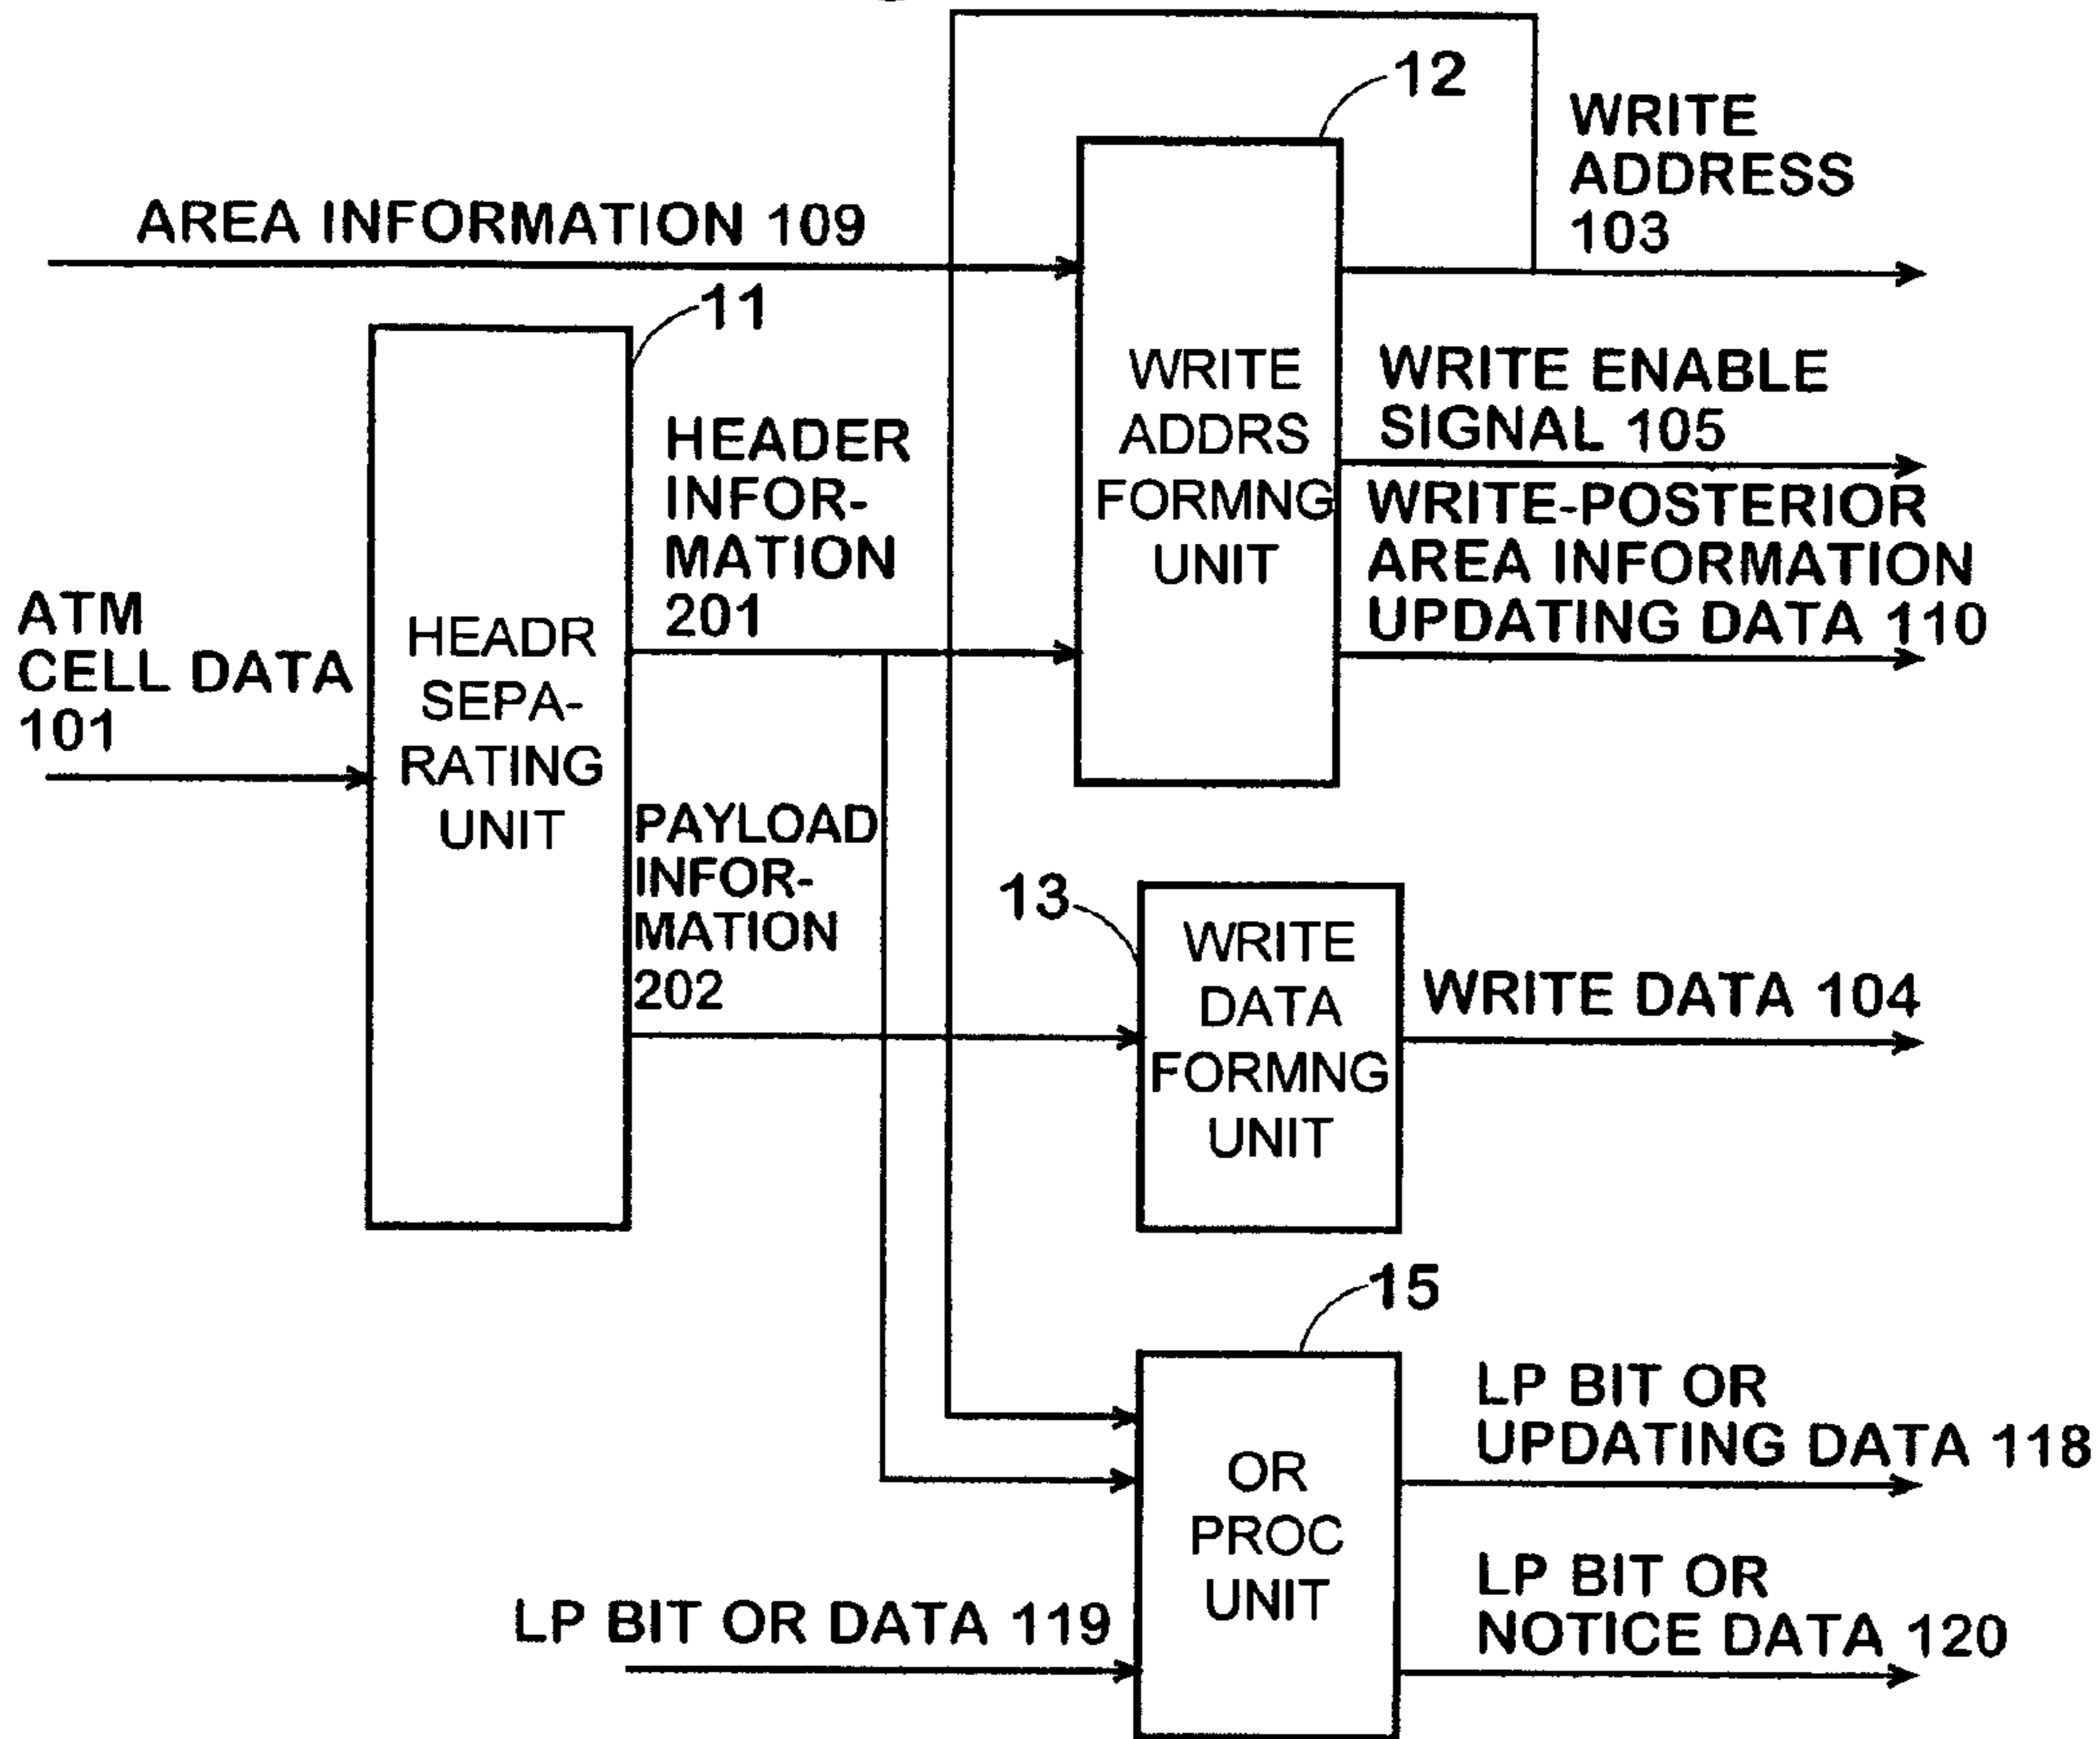 12
WRITE
ADDRESS
103
AREA INFORMATION 109
11
WRITE
ADDRS
FORMNG
UNIT
WRITE ENABLE
SIGNAL 105
HEADER
INFOR-
MATION
201
WRITE-POSTERIOR
AREA INFORMATION
UPDATING DATA 110
ATM
CELL DATA
101
HEADR
SEPA-
RATING
UNIT
PAYLOAD
INFOR-
MATION
202
13
WRITE
DATA
FORMNG
UNIT
WRITE DATA 104
15
LP BIT OR
UPDATING DATA 118
OR
PROC
UNIT
LP BIT OR
NOTICE DATA 120
LP BIT OR DATA 119